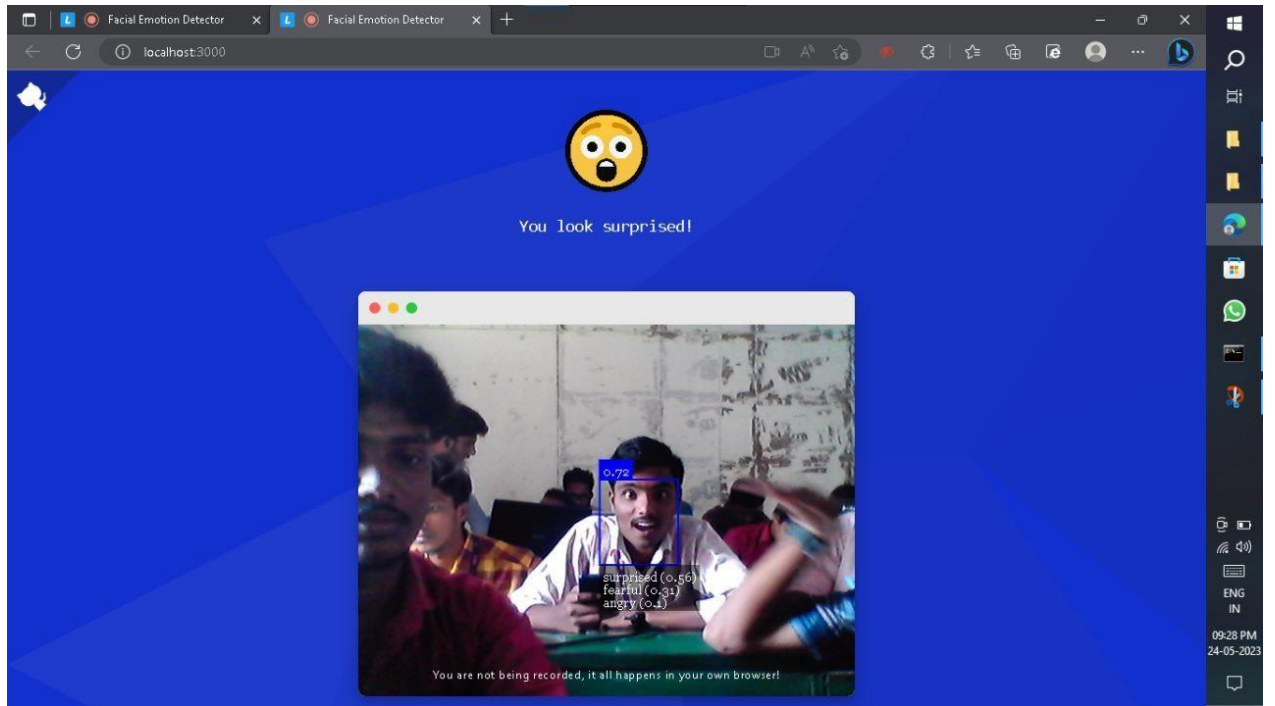 Facial Emotion Detector
Facial Emotion Detector
localhost:3000
You look surprised!
0.72
surprised (0.56)
fearful (0.31)
angry (0.1)
You are not being recorded, it all happens in your own browser!
ENG
IN
09:28 PM
24-05-2023